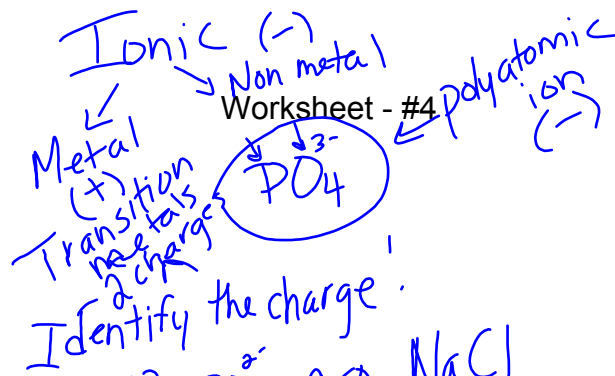 Ionic (-)
Non metal
Worksheet - #4
polyatomic
ion
(-)
Metal
(+)
PO4 3-
Transition
metals
2 charges
Identify the charge!
NaCl